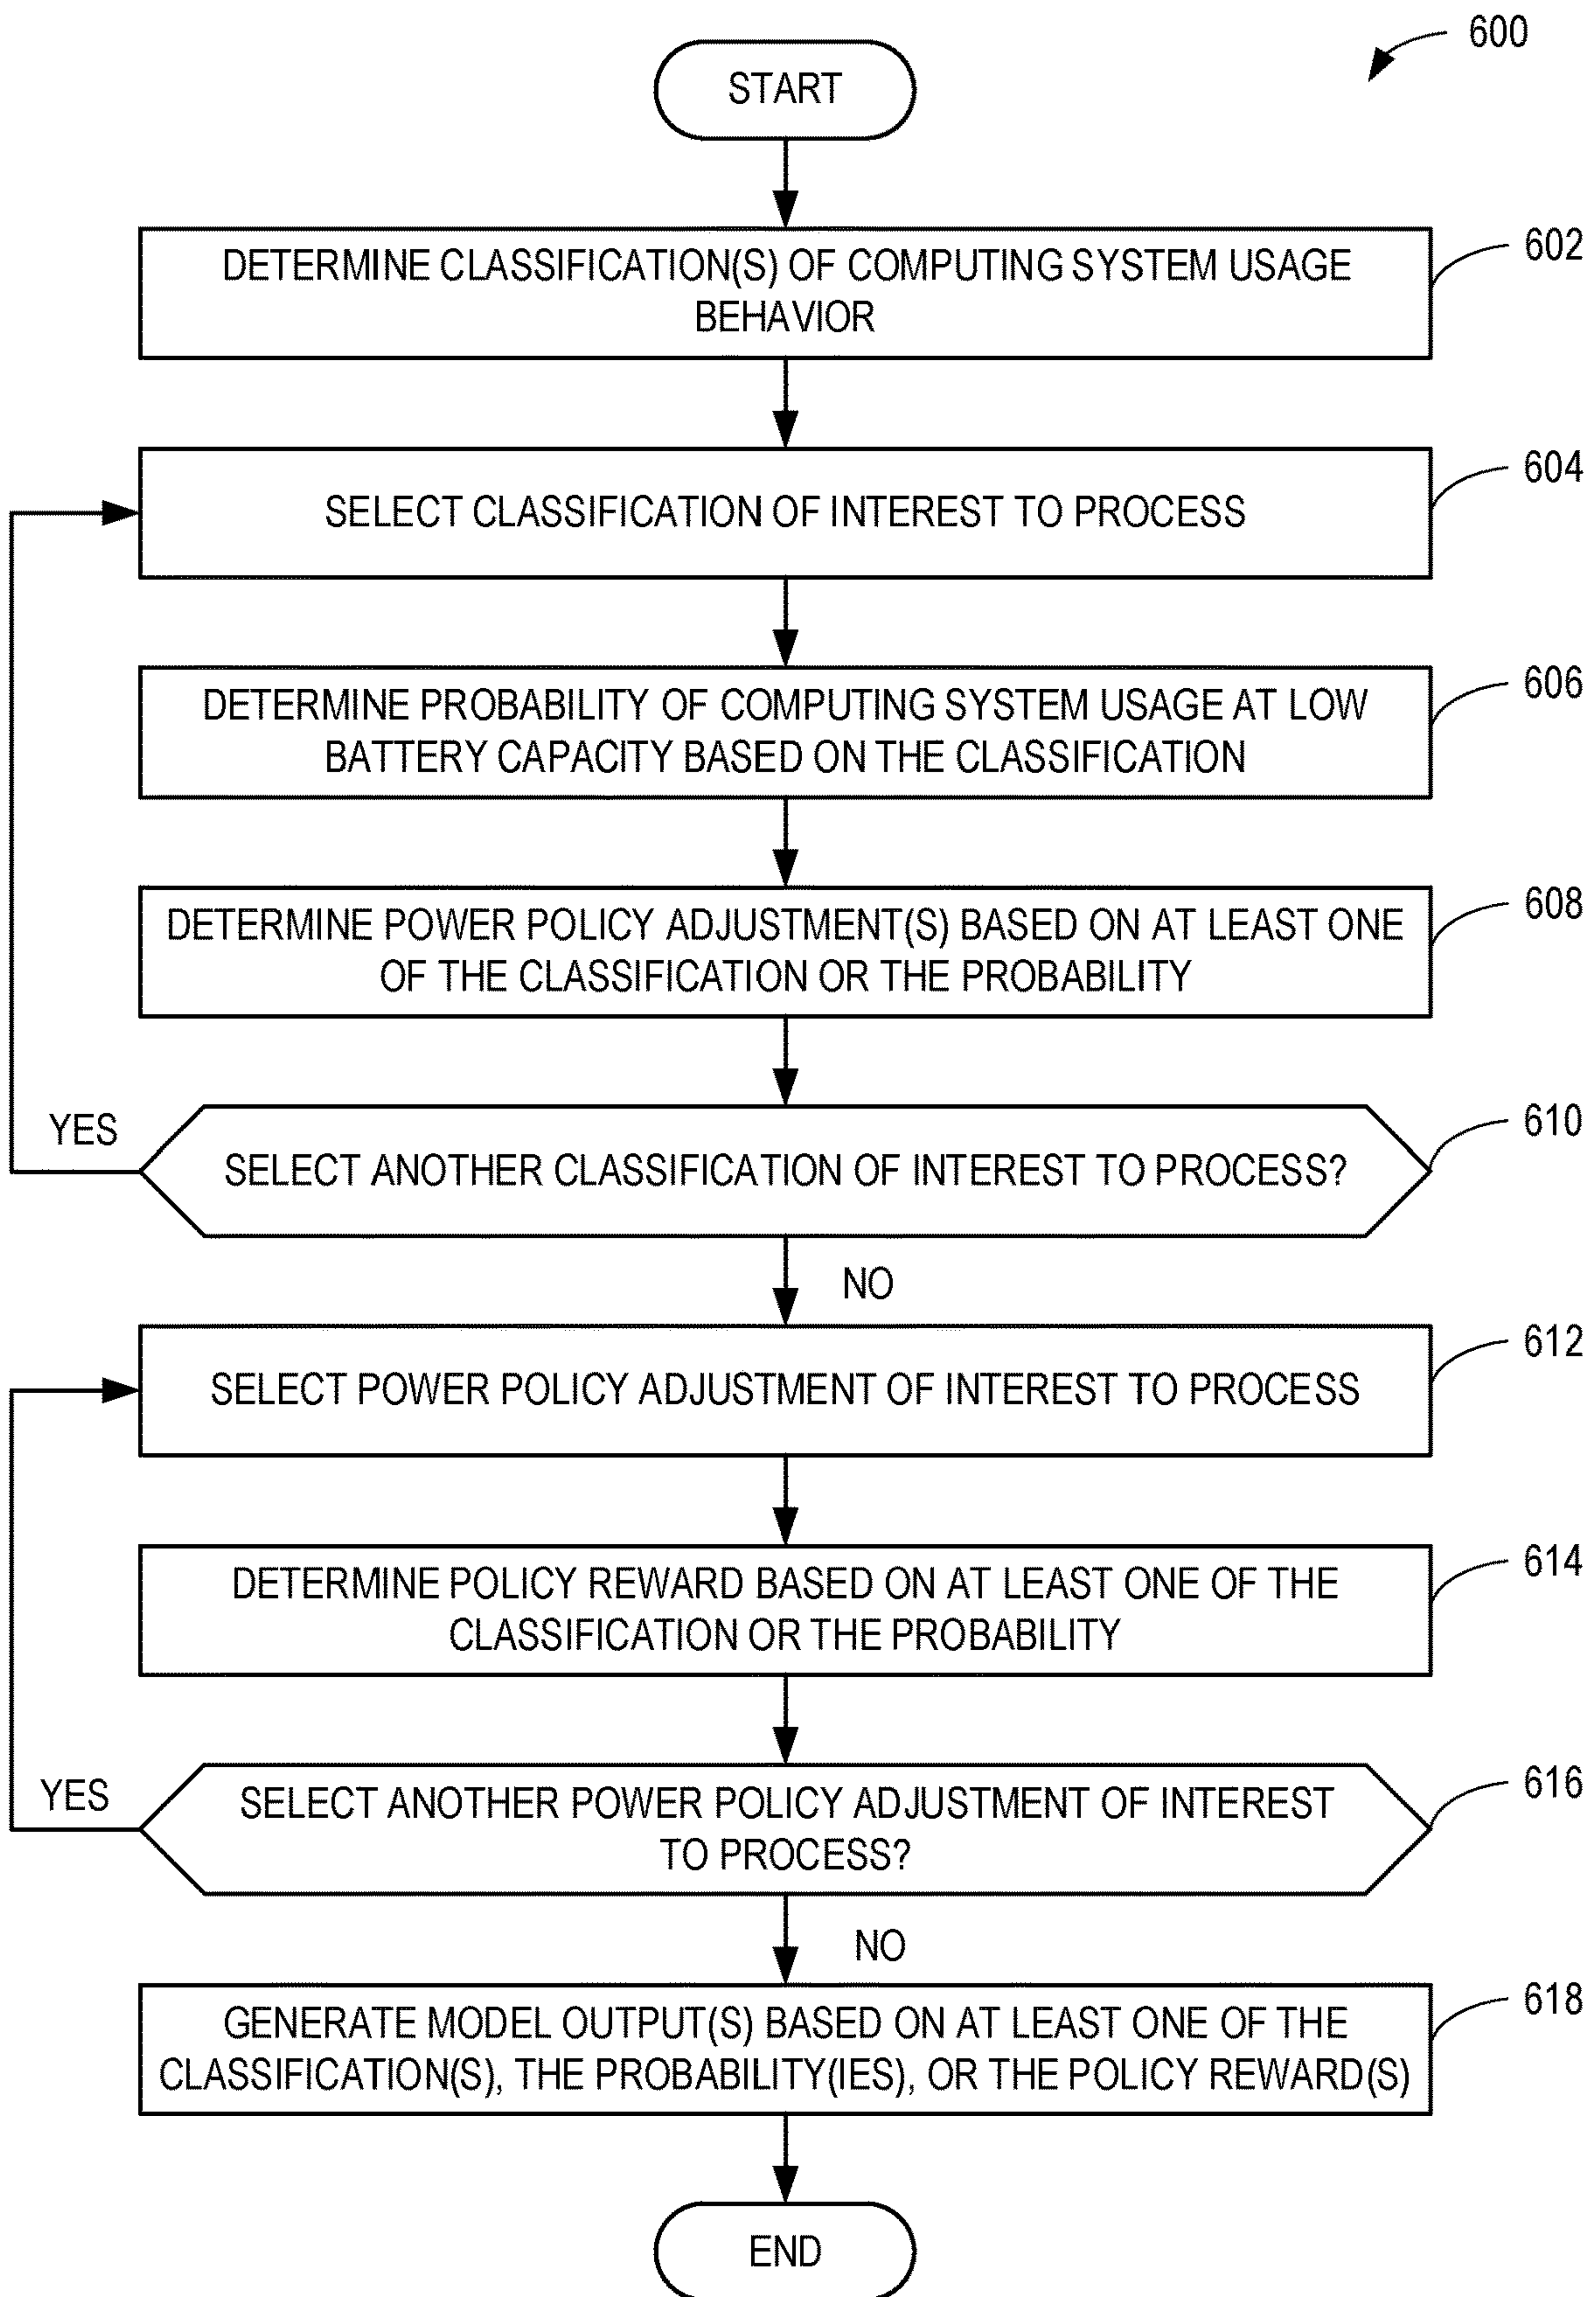 600
START
602
DETERMINE CLASSIFICATION(S) OF COMPUTING SYSTEM USAGE
BEHAVIOR
604
SELECT CLASSIFICATION OF INTEREST TO PROCESS
606
DETERMINE PROBABILITY OF COMPUTING SYSTEM USAGE AT LOW
BATTERY CAPACITY BASED ON THE CLASSIFICATION
608
DETERMINE POWER POLICY ADJUSTMENT(S) BASED ON AT LEAST ONE
OF THE CLASSIFICATION OR THE PROBABILITY
610
YES
SELECT ANOTHER CLASSIFICATION OF INTEREST TO PROCESS?
NO
612
SELECT POWER POLICY ADJUSTMENT OF INTEREST TO PROCESS
614
DETERMINE POLICY REWARD BASED ON AT LEAST ONE OF THE
CLASSIFICATION OR THE PROBABILITY
616
YES
SELECT ANOTHER POWER POLICY ADJUSTMENT OF INTEREST
TO PROCESS?
NO
618
GENERATE MODEL OUTPUT(S) BASED ON AT LEAST ONE OF THE
CLASSIFICATION(S), THE PROBABILITY(IES), OR THE POLICY REWARD(S)
END